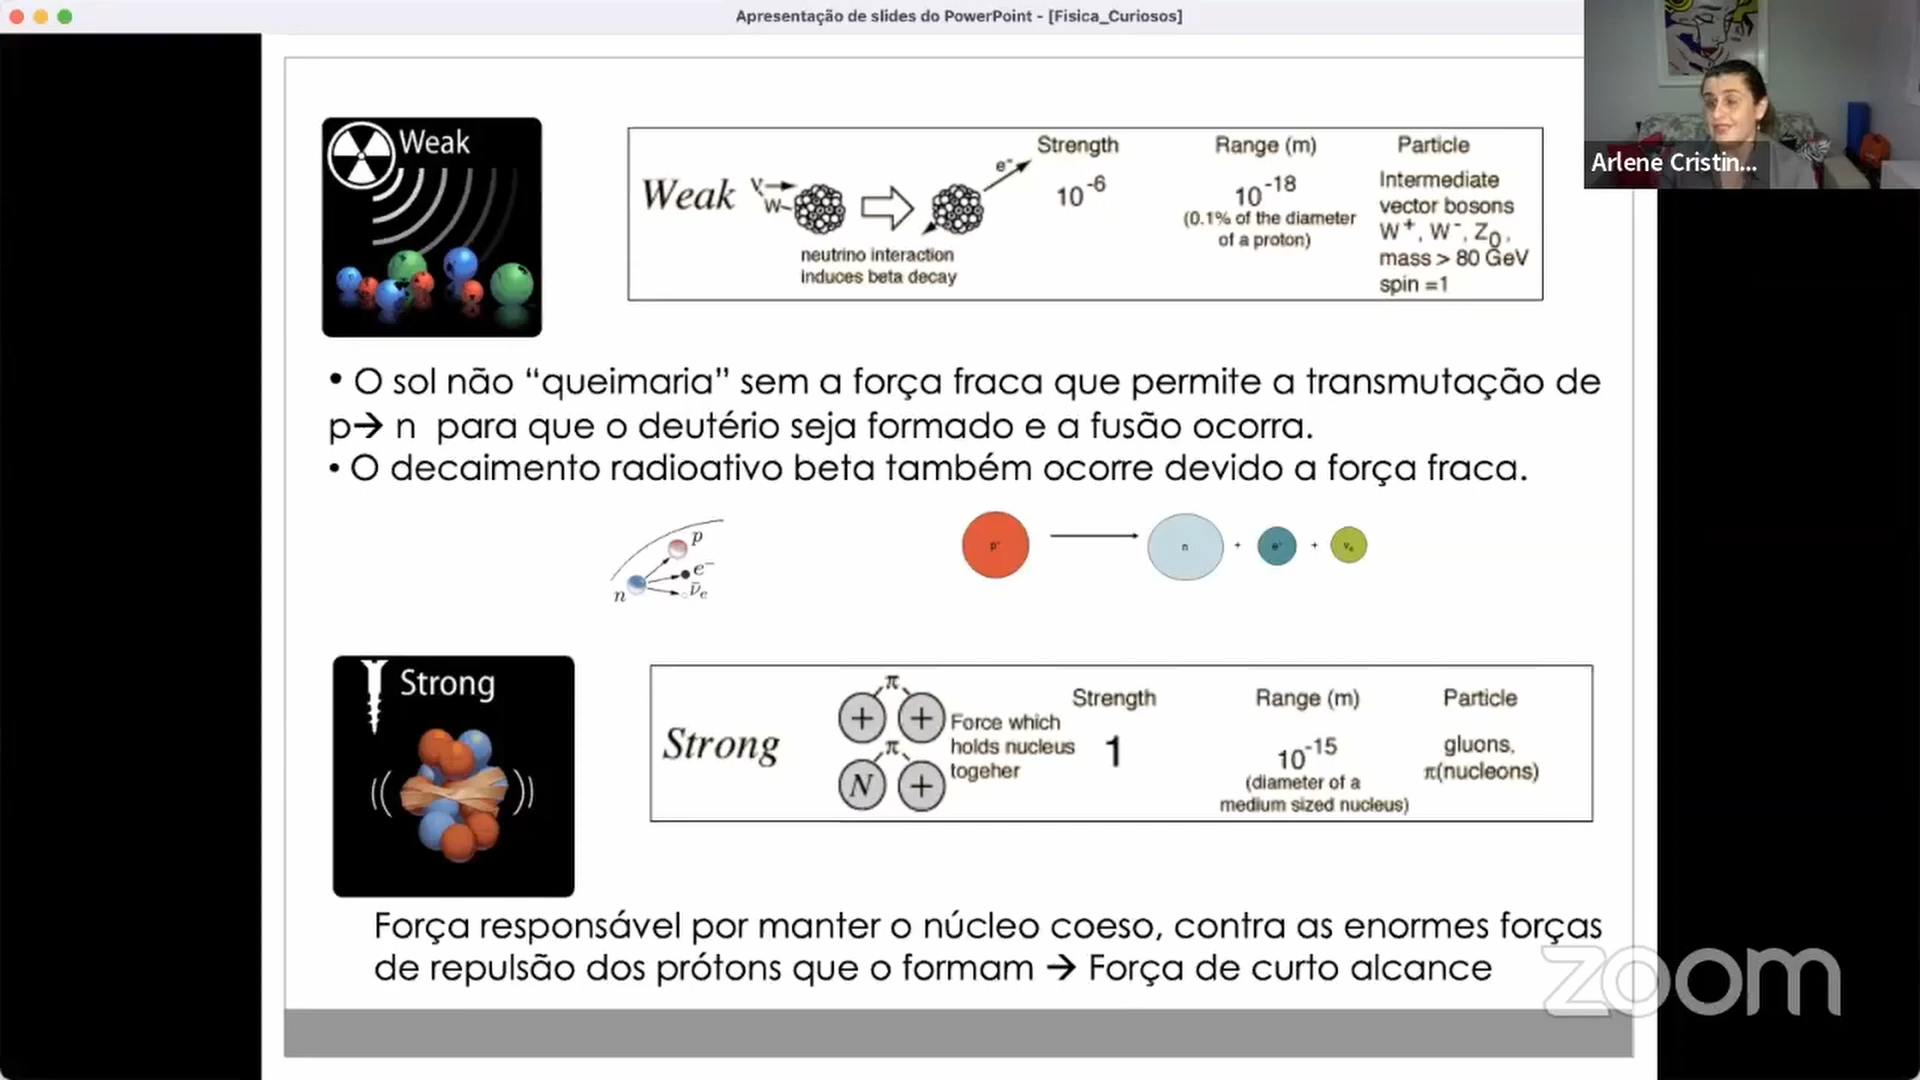 Apresentação de slides do PowerPoint - [Fisica_Curiosos]
Arlene Cristin...
Weak
Weak
Strength
Range (m)
Particle
ν
W
e⁻
10⁻⁶
10⁻¹⁸
(0.1% of the diameter
of a proton)
Intermediate
vector bosons
W⁺, W⁻, Z₀,
mass > 80 GeV
spin =1
neutrino interaction
induces beta decay
• O sol não “queimaria” sem a força fraca que permite a transmutação de
p→ n para que o deutério seja formado e a fusão ocorra.
• O decaimento radioativo beta também ocorre devido a força fraca.
n
p
e⁻
ν̄ₑ
p⁺
n + e⁺ + νₑ
Strong
Strong
π
+ +
π
N +
Force which
holds nucleus
togeher
Strength
1
Range (m)
10⁻¹⁵
(diameter of a
medium sized nucleus)
Particle
gluons,
π(nucleons)
Força responsável por manter o núcleo coeso, contra as enormes forças
de repulsão dos prótons que o formam → Força de curto alcance
zoom